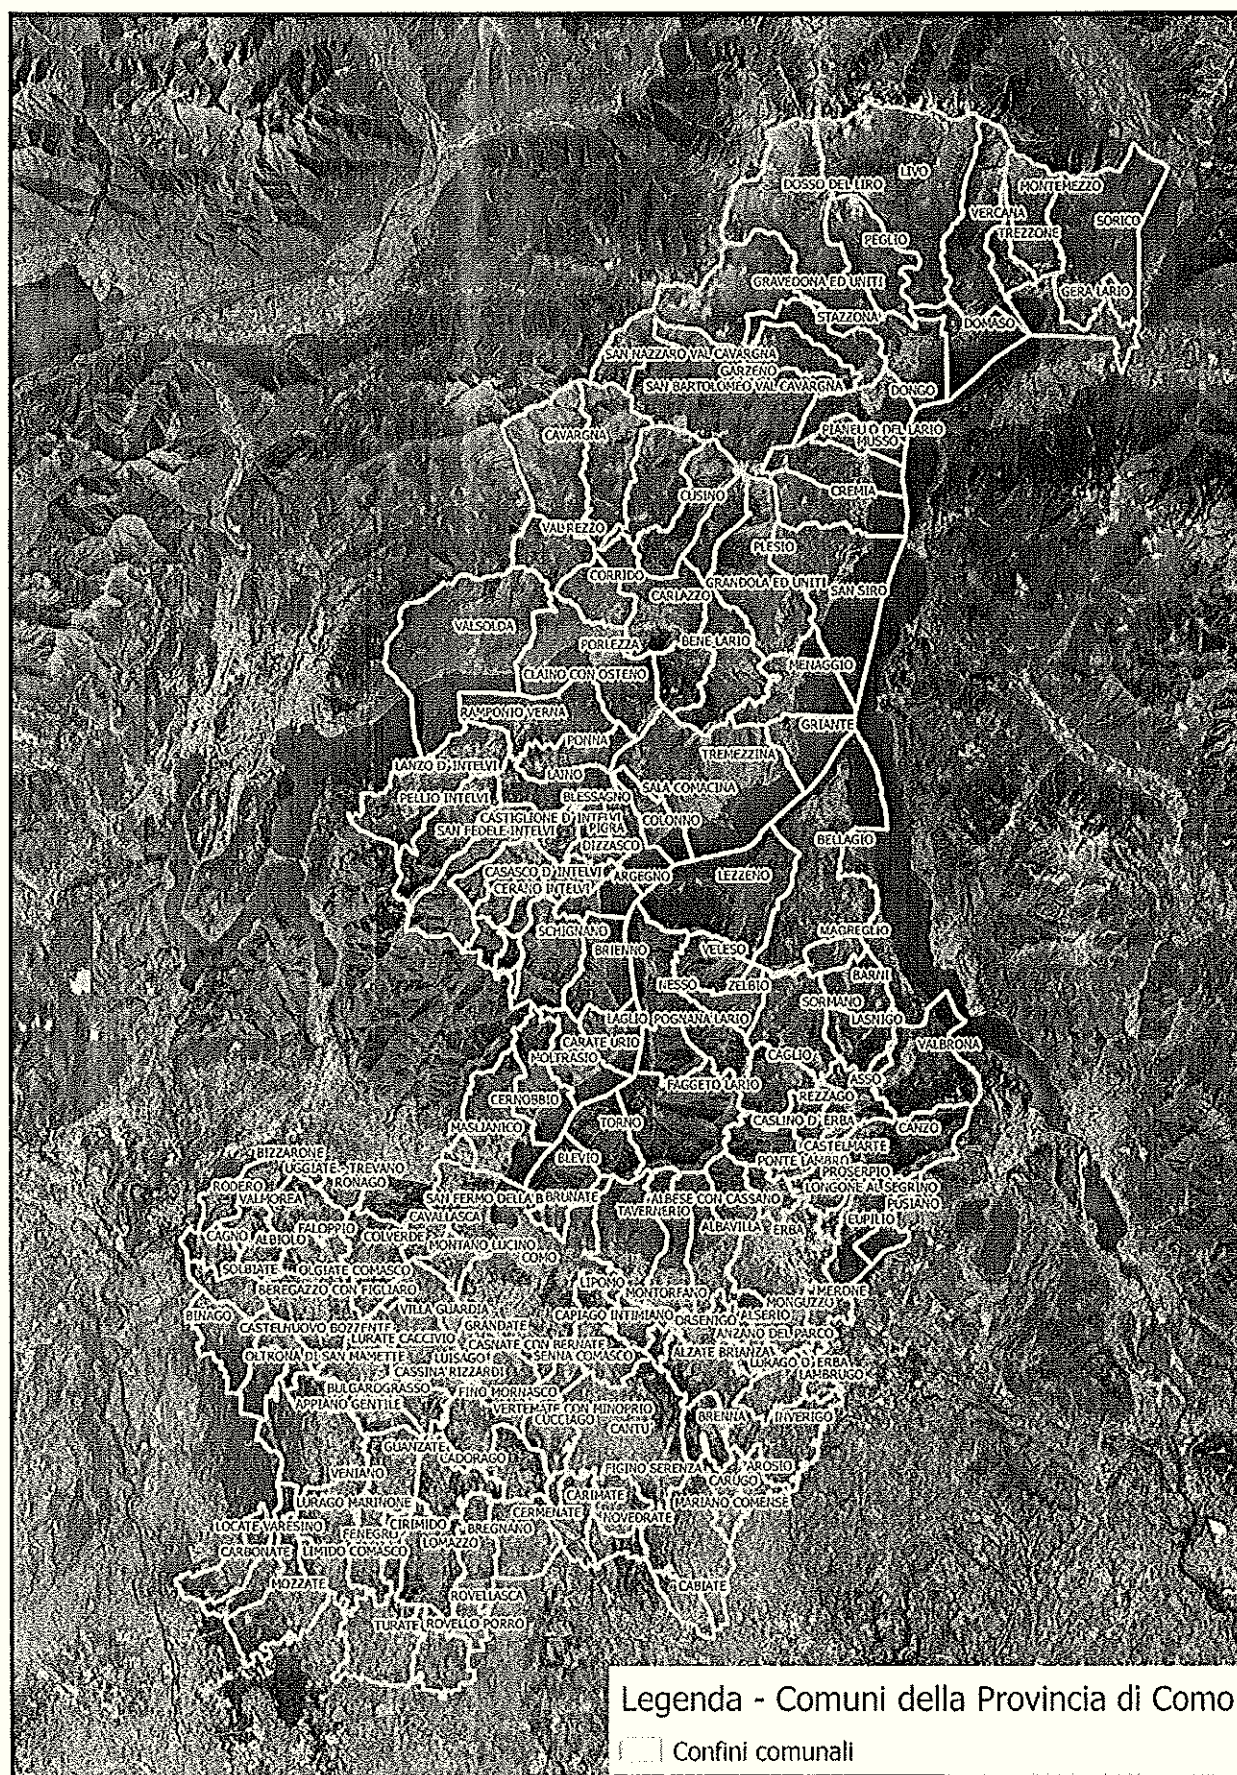 LIVO
DOSSO DEL LIRO
MONTEMEZZO
VERCANA
SORICO
TREZZONE
PEGLIO
GRAVEDONA ED UNITI
GERA LARIO
STAZZONA
DOMASO
SAN NAZZARO VAL CAVARGNA
GARZENO
SAN BARTOLOMEO VAL CAVARGNA
DONGO
PIANELLO DEL LARIO
CAVARGNA
MUSSO
CUSINO
CREMIA
VAL REZZO
PLESIO
CORRIDO
GRANDOLA ED UNITI
CARLAZZO
SAN SIRO
VALSOLDA
PORLEZZA
BENE LARIO
MENAGGIO
CLAINO CON OSTENO
RAMPONIO VERNA
GRIANTE
PONNA
TREMEZZINA
LANZO D'INTELVI
LAINO
SALA COMACINA
PELLIO INTELVI
BLESSAGNO
CASTIGLIONE D'INTELVI
COLONNO
SAN FEDELE INTELVI
PIGRA
DIZZASCO
BELLAGIO
CASASCO D'INTELVI
ARGEGNO
LEZZENO
CERANO INTELVI
SCHIGNANO
MAGREGLIO
BRIENNO
VELESO
BARNI
NESSO
ZELBIO
SORMANO
LAGLIO
POGNANA LARIO
LASNIGO
CARATE URIO
VALBRONA
MOLTRASIO
CAGLIO
ASSO
FAGGETO LARIO
REZZAGO
CERNOBBIO
TORNO
CASLINO D'ERBA
MASLIANICO
CANZO
CASTELMARTE
BIZZARONE
BLEVIO
PONTE LAMBRO
UGGIATE - TREVANO
PROSERPIO
RONAGO
RODERO
LONGONE AL SEGRINO
VALMOREA
SAN FERMO DELLA B
BRUNATE
ALBESE CON CASSANO
PUSIANO
CAVALLASCA
TAVERNERIO
EUPILIO
FALOPPIO
ALBAVILLA
ERBA
CAGNO
ALBIOLO
COLVERDE
MONTANO LUCINO
COMO
SOLBIATE
OLGIATE COMASCO
LIPOMO
BEREGAZZO CON FIGLIARO
MONTORFANO
MERONE
MONGUZZO
BINAGO
VILLA GUARDIA
CAPIAGO INTIMIANO
ORSENIGO
ALSERIO
CASTELNUOVO BOZZENTE
GRANDATE
LURATE CACCIVIO
ANZANO DEL PARCO
CASNATE CON BERNATE
OLTRONA DI SAN MAMETTE
LUISAGO
SENNA COMASCO
ALZATE BRIANZA
LURAGO D'ERBA
CASSINA RIZZARDI
LAMBRUGO
BULGAROGRASSO
FINO MORNASCO
APPIANO GENTILE
VERTEMATE CON MINOPRIO
CUCCIAGO
BRENNA
INVERIGO
CANTÙ
GUANZATE
CADORAGO
FIGINO SERENZA
AROSIO
VENIANO
CARUGO
CARIMATE
LURAGO MARINONE
MARIANO COMENSE
CERMENATE
NOVEDRATE
LOCATE VARESINO
CIRIMIDO
BREGNANO
FENEGRÒ
CARBONATE
LIMIDO COMASCO
LOMAZZO
MOZZATE
CABIATE
ROVELLASCA
TURATE
ROVELLO PORRO
Legenda - Comuni della Provincia di Como
Confini comunali